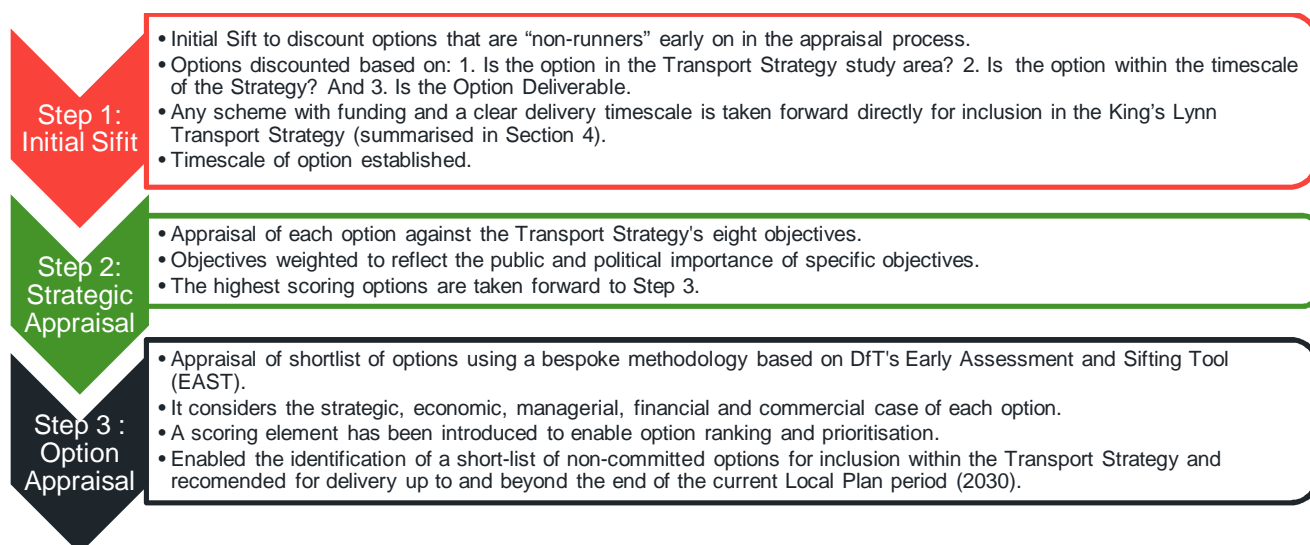 Step 1:
Initial Sifit
• Initial Sift to discount options that are “non-runners” early on in the appraisal process.
• Options discounted based on: 1. Is the option in the Transport Strategy study area? 2. Is the option within the timescale
of the Strategy? And 3. Is the Option Deliverable.
• Any scheme with funding and a clear delivery timescale is taken forward directly for inclusion in the King’s Lynn
Transport Strategy (summarised in Section 4).
• Timescale of option established.
Step 2:
Strategic
Appraisal
• Appraisal of each option against the Transport Strategy's eight objectives.
• Objectives weighted to reflect the public and political importance of specific objectives.
• The highest scoring options are taken forward to Step 3.
Step 3 :
Option
Appraisal
• Appraisal of shortlist of options using a bespoke methodology based on DfT's Early Assessment and Sifting Tool
(EAST).
• It considers the strategic, economic, managerial, financial and commercial case of each option.
• A scoring element has been introduced to enable option ranking and prioritisation.
• Enabled the identification of a short-list of non-committed options for inclusion within the Transport Strategy and
recomended for delivery up to and beyond the end of the current Local Plan period (2030).